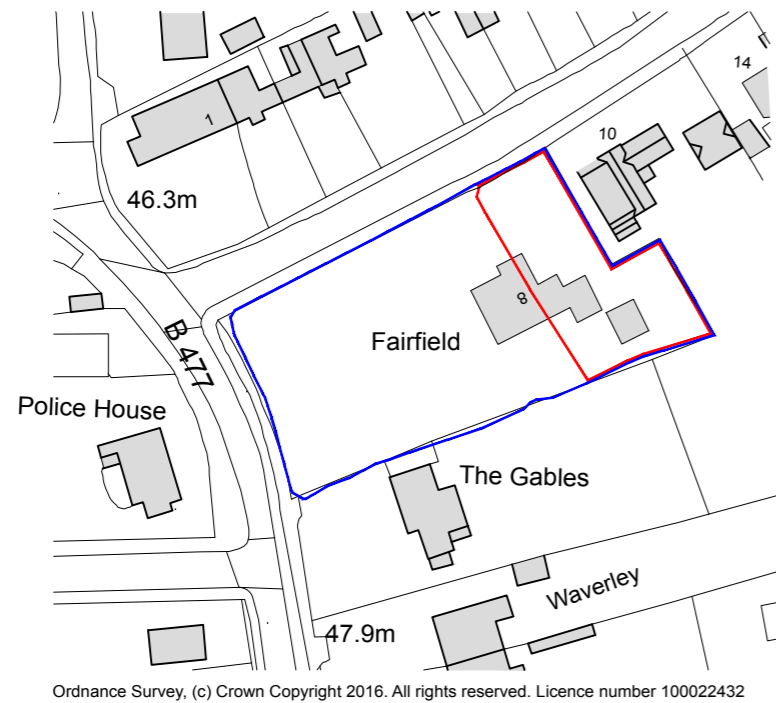 14
10
1
46.3m
8
Fairfield
B 477
Police House
The Gables
Waverley
47.9m
Ordnance Survey, (c) Crown Copyright 2016. All rights reserved. Licence number 100022432